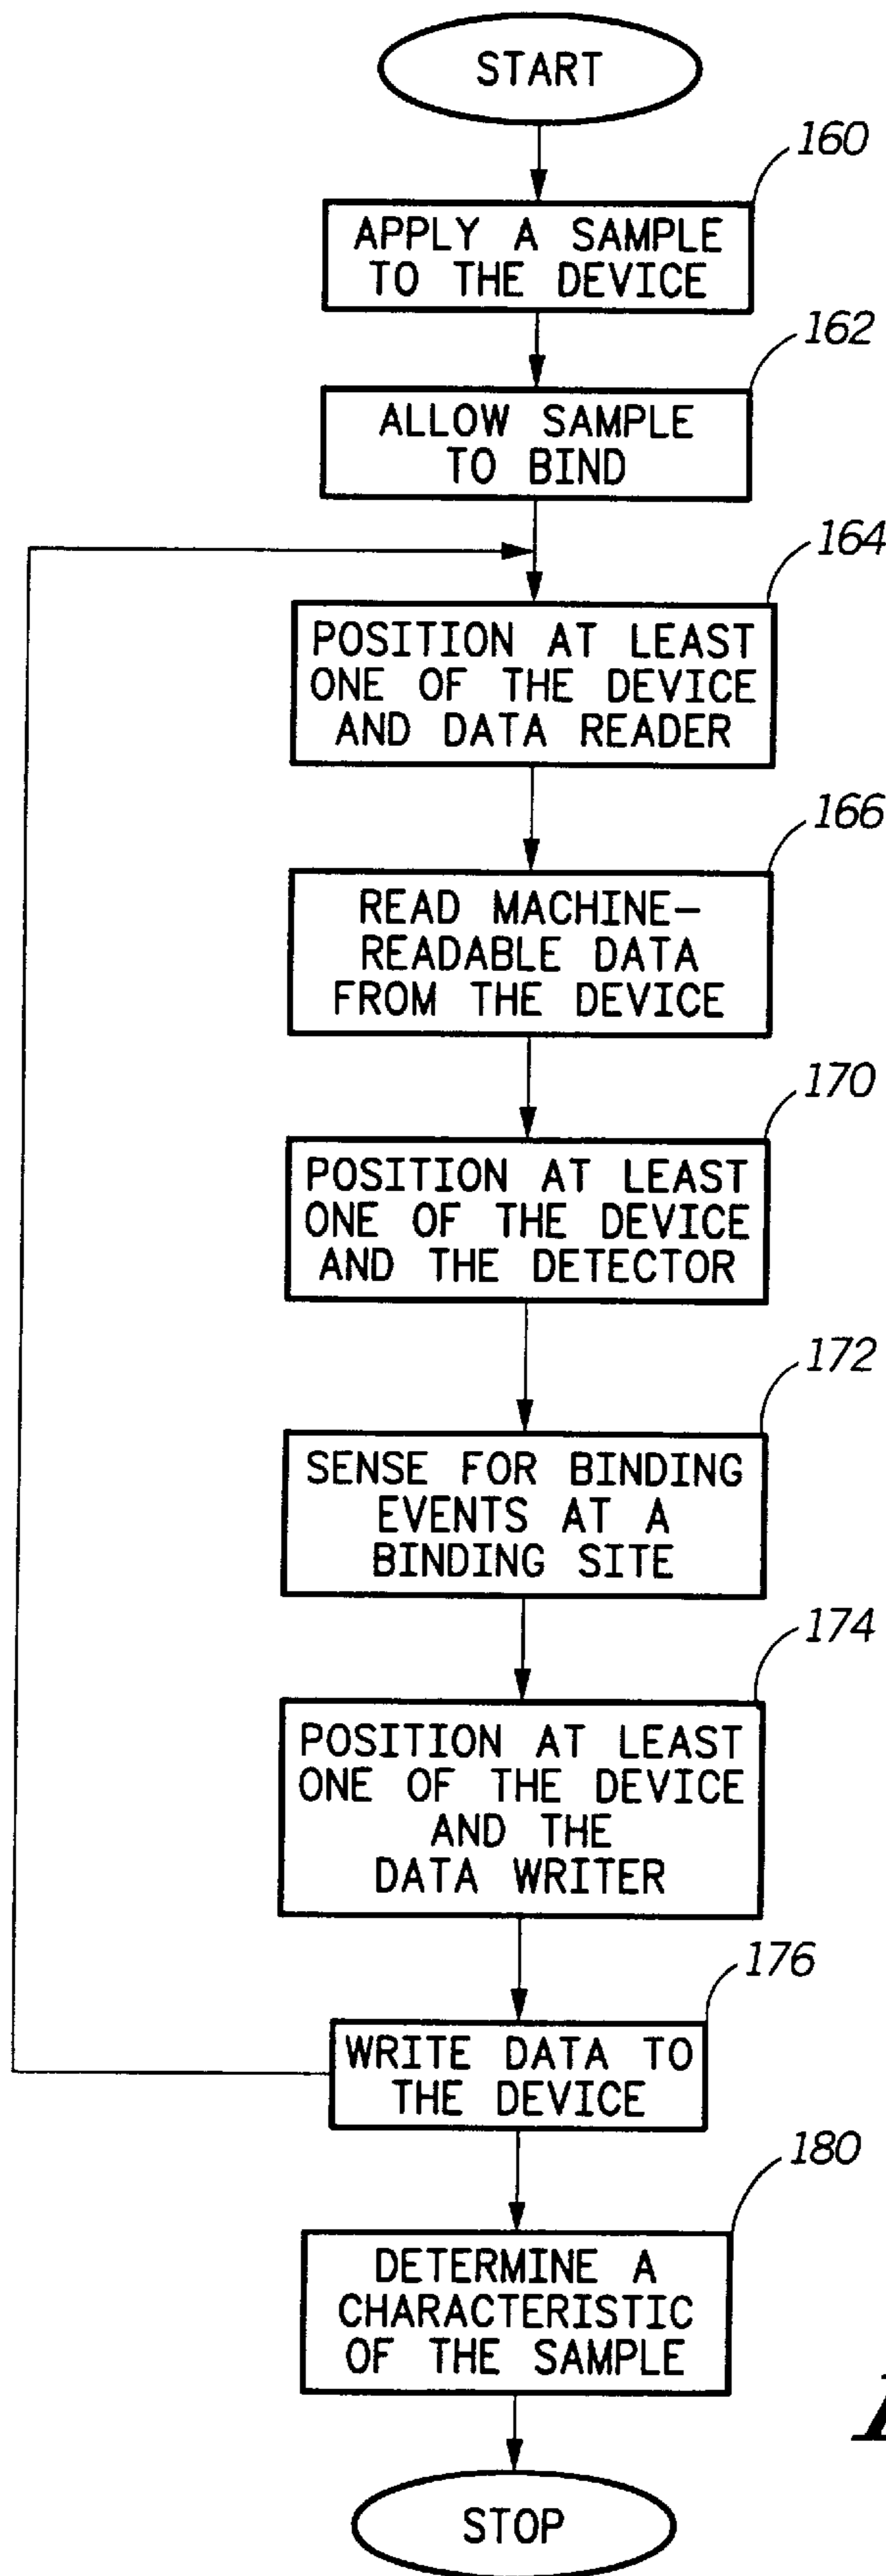 START
160
APPLY A SAMPLE
TO THE DEVICE
162
ALLOW SAMPLE
TO BIND
164
POSITION AT LEAST
ONE OF THE DEVICE
AND DATA READER
166
READ MACHINE-
READABLE DATA
FROM THE DEVICE
170
POSITION AT LEAST
ONE OF THE DEVICE
AND THE DETECTOR
172
SENSE FOR BINDING
EVENTS AT A
BINDING SITE
174
POSITION AT LEAST
ONE OF THE DEVICE
AND THE
DATA WRITER
176
WRITE DATA TO
THE DEVICE
180
DETERMINE A
CHARACTERISTIC
OF THE SAMPLE
STOP